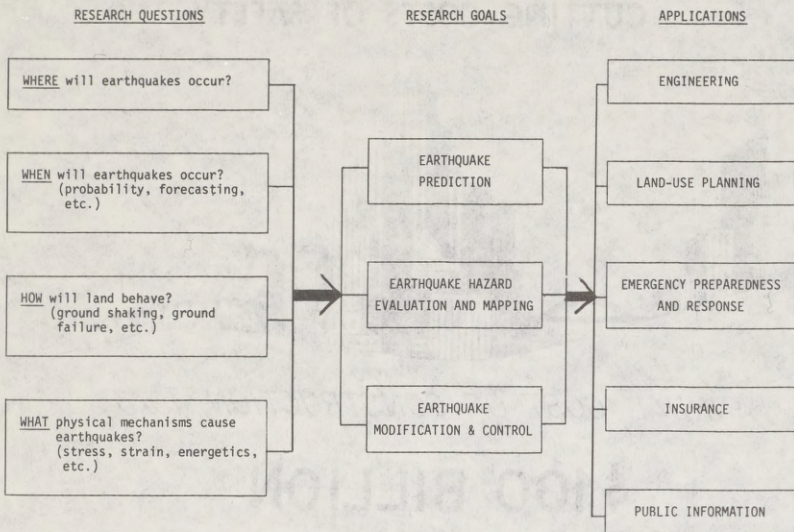 RESEARCH QUESTIONS
WHERE will earthquakes occur?
WHEN will earthquakes occur?
(probability, forecasting,
etc.)
HOW will land behave?
(ground shaking, ground
failure, etc.)
WHAT physical mechanisms cause
earthquakes?
(stress, strain, energetics,
etc.)
RESEARCH GOALS
EARTHQUAKE
PREDICTION
EARTHQUAKE HAZARD
EVALUATION AND MAPPING
EARTHQUAKE
MODIFICATION & CONTROL
APPLICATIONS
ENGINEERING
LAND-USE PLANNING
EMERGENCY PREPAREDNESS
AND RESPONSE
INSURANCE
PUBLIC INFORMATION